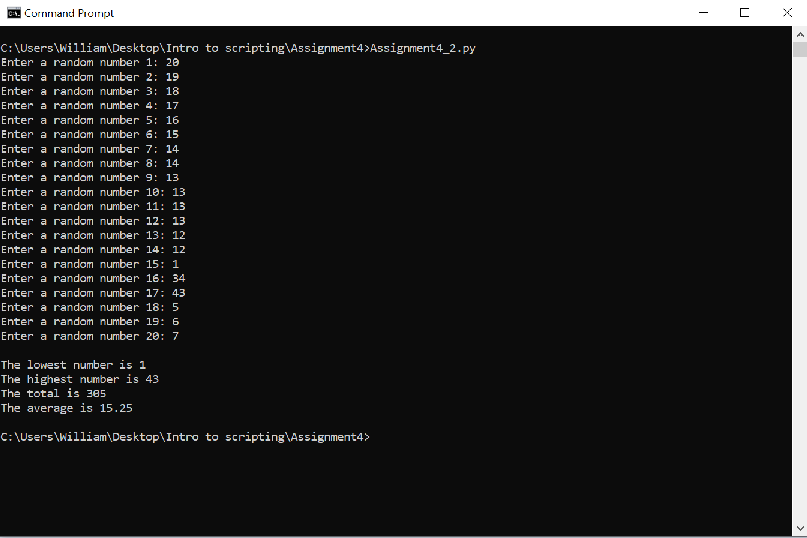 Command Prompt
C:\Users\William\Desktop\Intro to scripting\Assignment4>Assignment4_2.py
Enter a random number 1: 20
Enter a random number 2: 19
Enter a random number 3: 18
Enter a random number 4: 17
Enter a random number 5: 16
Enter a random number 6: 15
Enter a random number 7: 14
Enter a random number 8: 14
Enter a random number 9: 13
Enter a random number 10: 13
Enter a random number 11: 13
Enter a random number 12: 13
Enter a random number 13: 12
Enter a random number 14: 12
Enter a random number 15: 1
Enter a random number 16: 34
Enter a random number 17: 43
Enter a random number 18: 5
Enter a random number 19: 6
Enter a random number 20: 7
The lowest number is 1
The highest number is 43
The total is 305
The average is 15.25
C:\Users\William\Desktop\Intro to scripting\Assignment4>